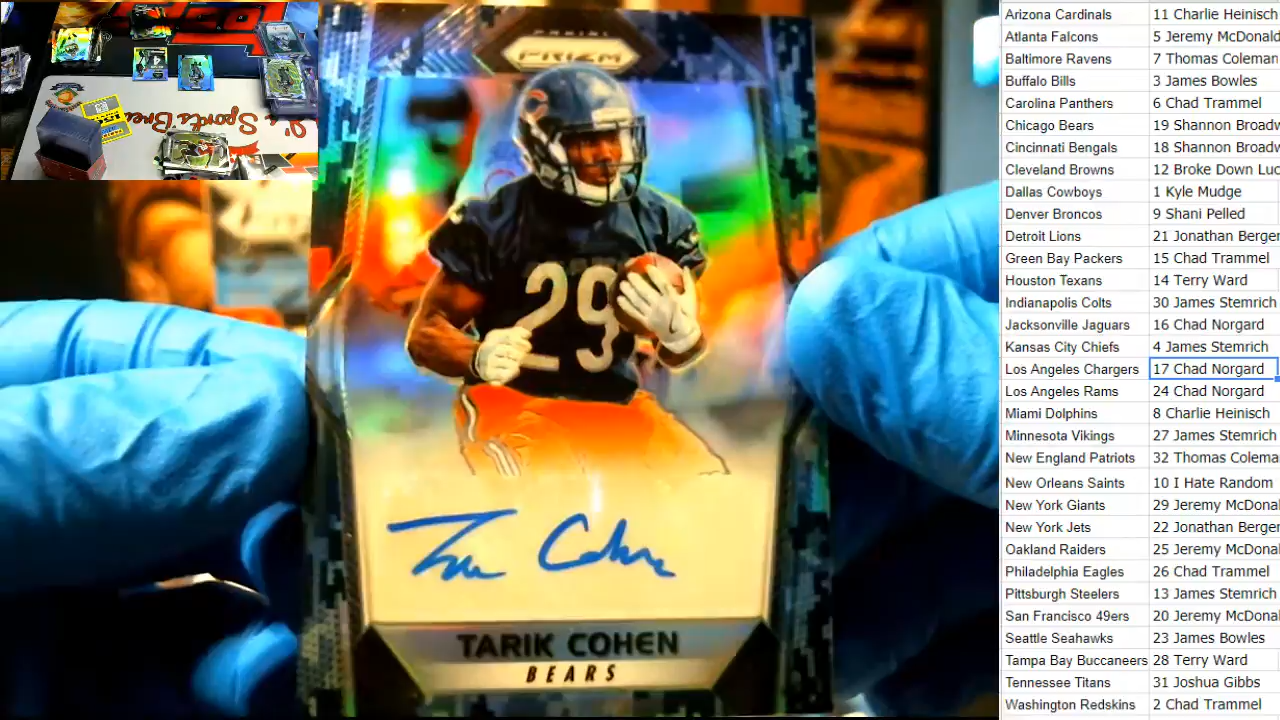 PANINI
PRIZM
29
Tarik Cohen
TARIK COHEN
BEARS
Sports
Arizona Cardinals 11 Charlie Heinisch
Atlanta Falcons 5 Jeremy McDonald
Baltimore Ravens 7 Thomas Coleman
Buffalo Bills 3 James Bowles
Carolina Panthers 6 Chad Trammel
Chicago Bears 19 Shannon Broadw
Cincinnati Bengals 18 Shannon Broadw
Cleveland Browns 12 Broke Down Luc
Dallas Cowboys 1 Kyle Mudge
Denver Broncos 9 Shani Pelled
Detroit Lions 21 Jonathan Berger
Green Bay Packers 15 Chad Trammel
Houston Texans 14 Terry Ward
Indianapolis Colts 30 James Stemrich
Jacksonville Jaguars 16 Chad Norgard
Kansas City Chiefs 4 James Stemrich
Los Angeles Chargers 17 Chad Norgard
Los Angeles Rams 24 Chad Norgard
Miami Dolphins 8 Charlie Heinisch
Minnesota Vikings 27 James Stemrich
New England Patriots 32 Thomas Colema
New Orleans Saints 10 I Hate Random
New York Giants 29 Jeremy McDona
New York Jets 22 Jonathan Berger
Oakland Raiders 25 Jeremy McDona
Philadelphia Eagles 26 Chad Trammel
Pittsburgh Steelers 13 James Stemrich
San Francisco 49ers 20 Jeremy McDona
Seattle Seahawks 23 James Bowles
Tampa Bay Buccaneers 28 Terry Ward
Tennessee Titans 31 Joshua Gibbs
Washington Redskins 2 Chad Trammel